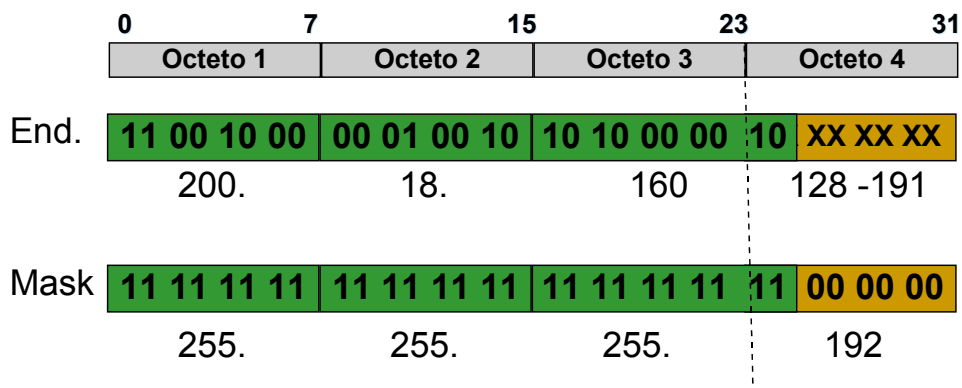 0 7 15 23 31
Octeto 1 Octeto 2 Octeto 3 Octeto 4
End. 11 00 10 00 00 01 00 10 10 10 00 00 10 XX XX XX
200. 18. 160 128 -191
Mask 11 11 11 11 11 11 11 11 11 11 11 11 11 00 00 00
255. 255. 255. 192